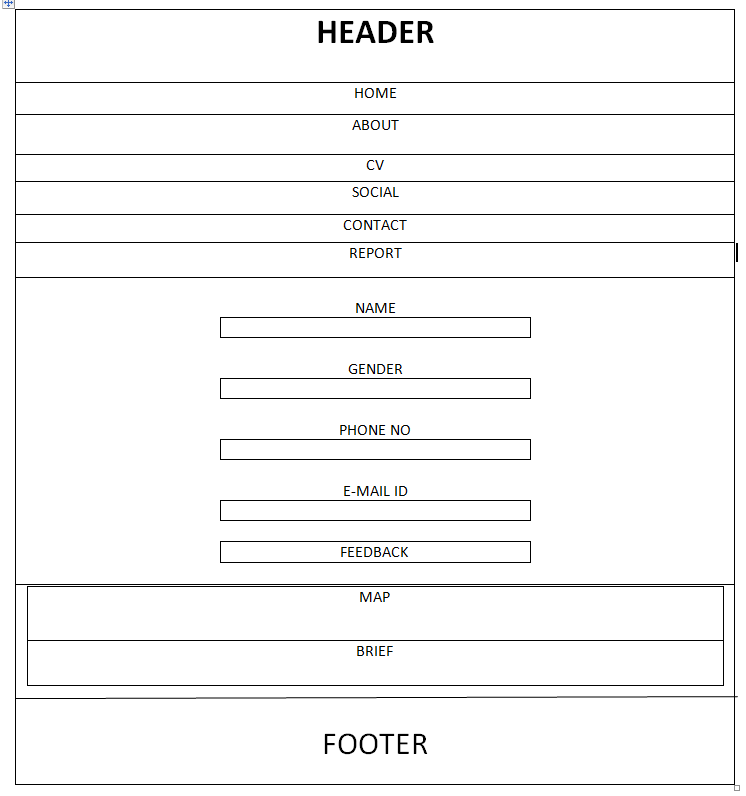 HEADER
HOME
ABOUT
CV
SOCIAL
CONTACT
REPORT
NAME
GENDER
PHONE NO
E-MAIL ID
FEEDBACK
MAP
BRIEF
FOOTER